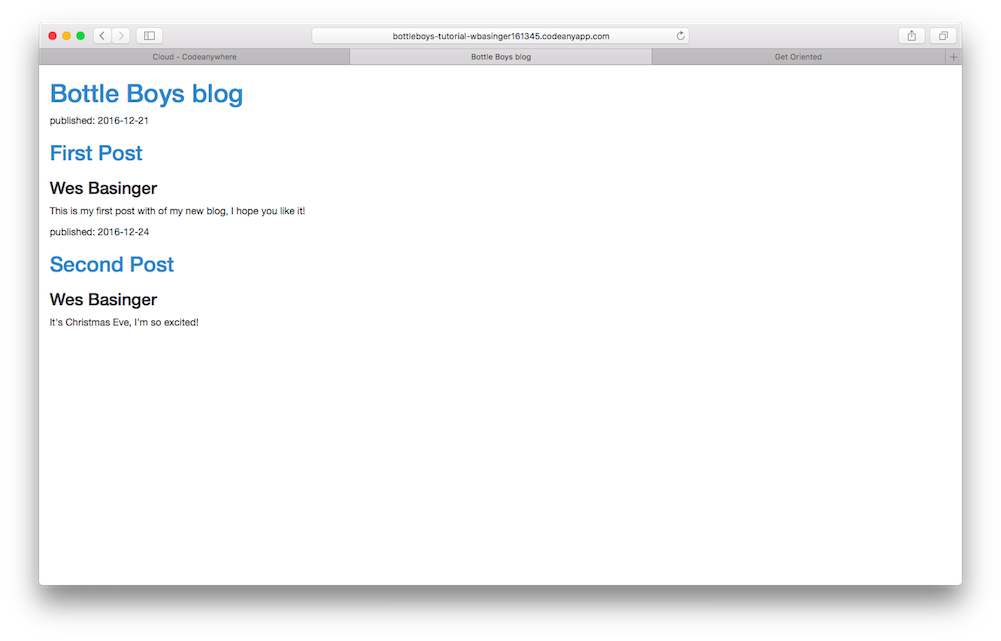 bottleboys-tutorial-wbasinger161345.codeanyapp.com
Cloud - Codeanywhere
Bottle Boys blog
Get Oriented
Bottle Boys blog
published: 2016-12-21
First Post
Wes Basinger
This is my first post with of my new blog, I hope you like it!
published: 2016-12-24
Second Post
Wes Basinger
It's Christmas Eve, I'm so excited!